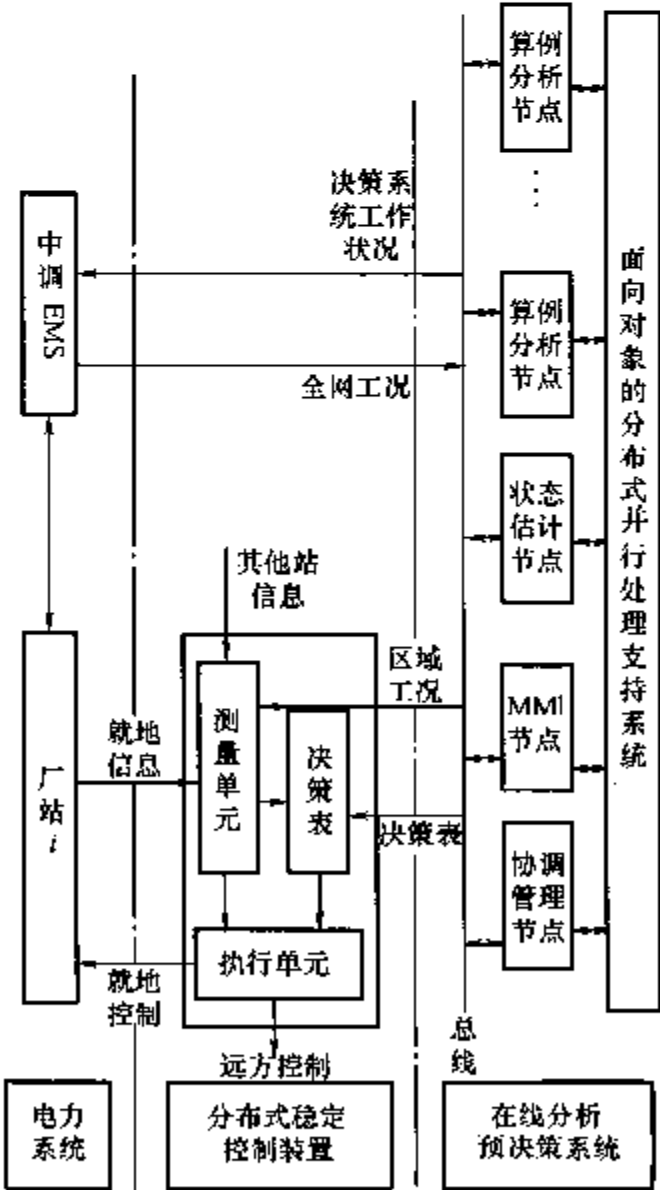 算例
分析
节点
决策系
统工作
状况
中调 EMS
算例
分析
节点
全网工况
面向对象的分布式并行处理支持系统
状态
估计
节点
其他站
信息
区域
工况
MMI
节点
就地
信息
测量单元
决策表
厂站 i
决策表
协调
管理
节点
执行单元
就地
控制
总线
远方控制
电力
系统
分布式稳定
控制装置
在线分析
预决策系统